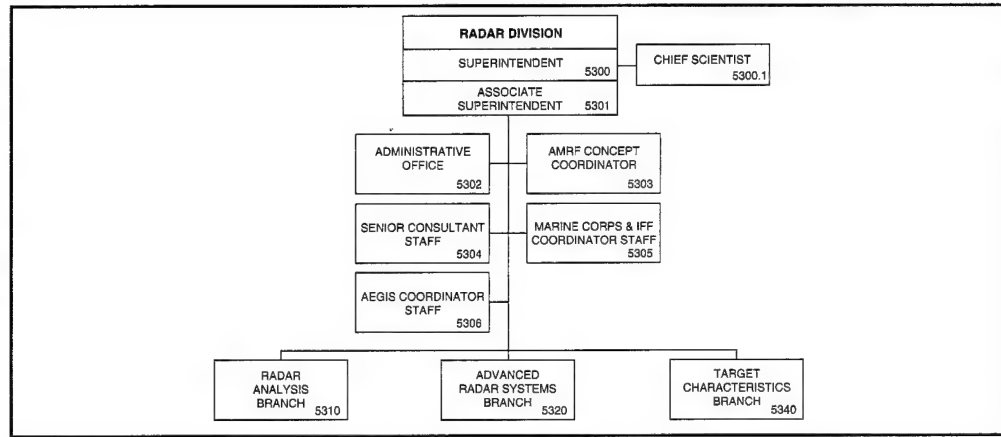 RADAR DIVISION
SUPERINTENDENT
5300
CHIEF SCIENTIST
5300.1
ASSOCIATE
SUPERINTENDENT
5301
ADMINISTRATIVE
OFFICE
5302
AMRF CONCEPT
COORDINATOR
5303
SENIOR CONSULTANT
STAFF
5304
MARINE CORPS & IFF
COORDINATOR STAFF
5305
AEGIS COORDINATOR
STAFF
5306
RADAR
ANALYSIS
BRANCH
5310
ADVANCED
RADAR SYSTEMS
BRANCH
5320
TARGET
CHARACTERISTICS
BRANCH
5340